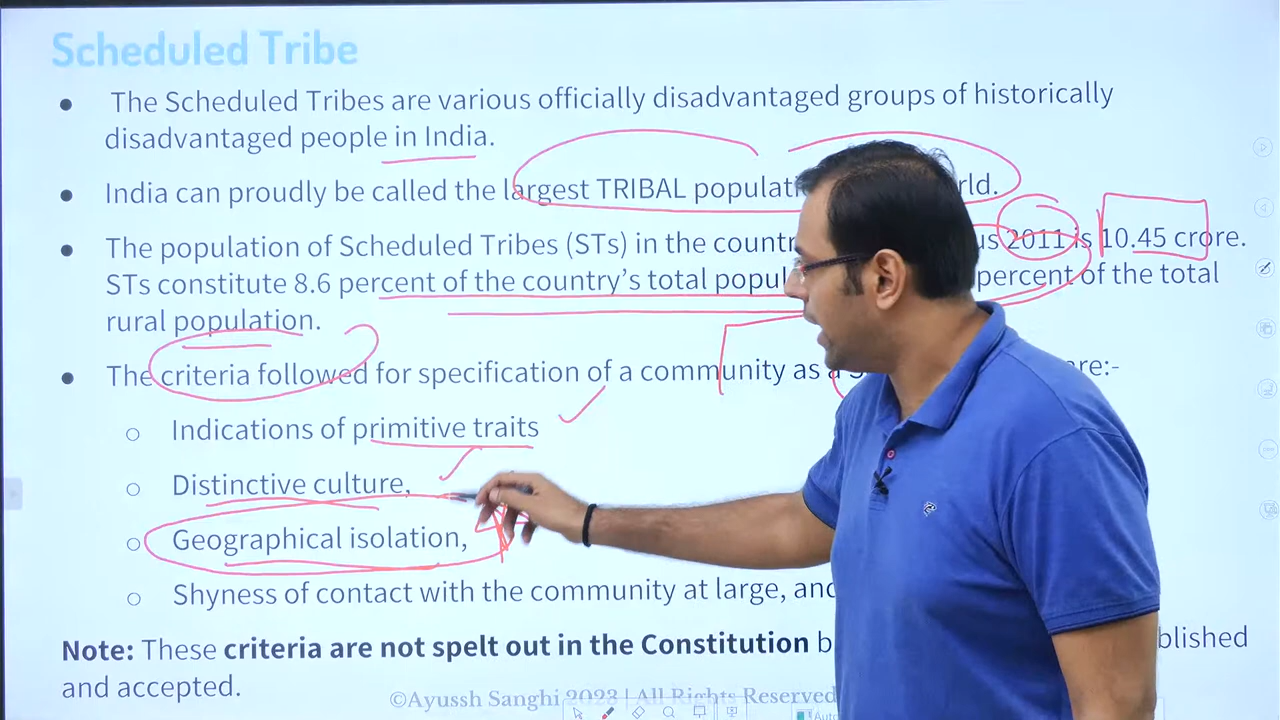 Scheduled Tribe
• The Scheduled Tribes are various officially disadvantaged groups of historically
disadvantaged people in India.
• India can proudly be called the largest TRIBAL rld.
• The population of Scheduled Tribes (STs) in the 2011 is 10.45 crore.
STs constitute 8.6 percent of the country's total percent of the total
rural population.
• The criteria followed for specification of a community as a are:-
o Indications of primitive traits
o Distinctive culture,
o Geographical isolation,
o Shyness of contact with the community at large, and
Note: These criteria are not spelt out in the Constitution
and accepted.
©Ayussh Sanghi 2023 | All Rights Reserved